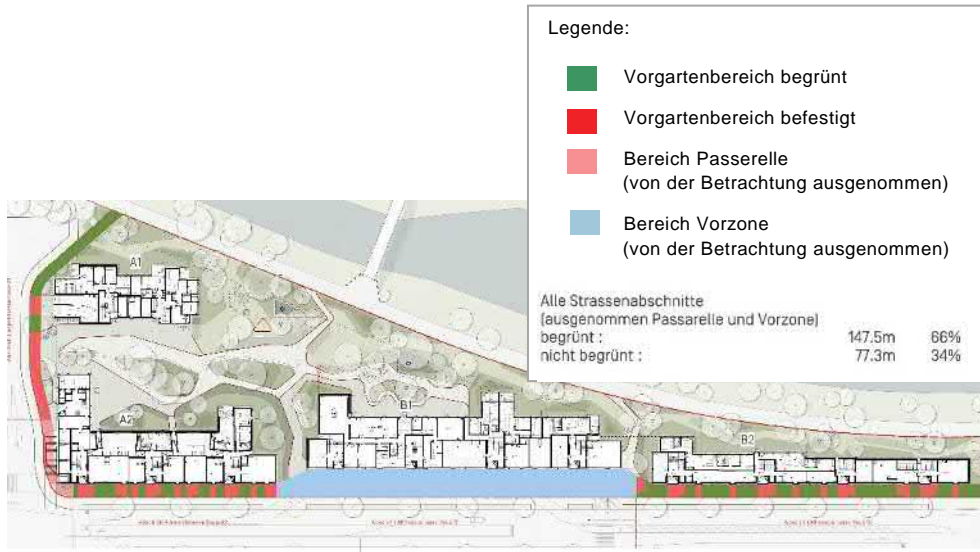 Legende:
Vorgartenbereich begrünt
Vorgartenbereich befestigt
Bereich Passerelle
(von der Betrachtung ausgenommen)
Bereich Vorzone
(von der Betrachtung ausgenommen)
Alle Strassenabschnitte
(ausgenommen Passarelle und Vorzone)
begrünt : 147.5m 66%
nicht begrünt : 77.3m 34%
A1
A2
B1
B2